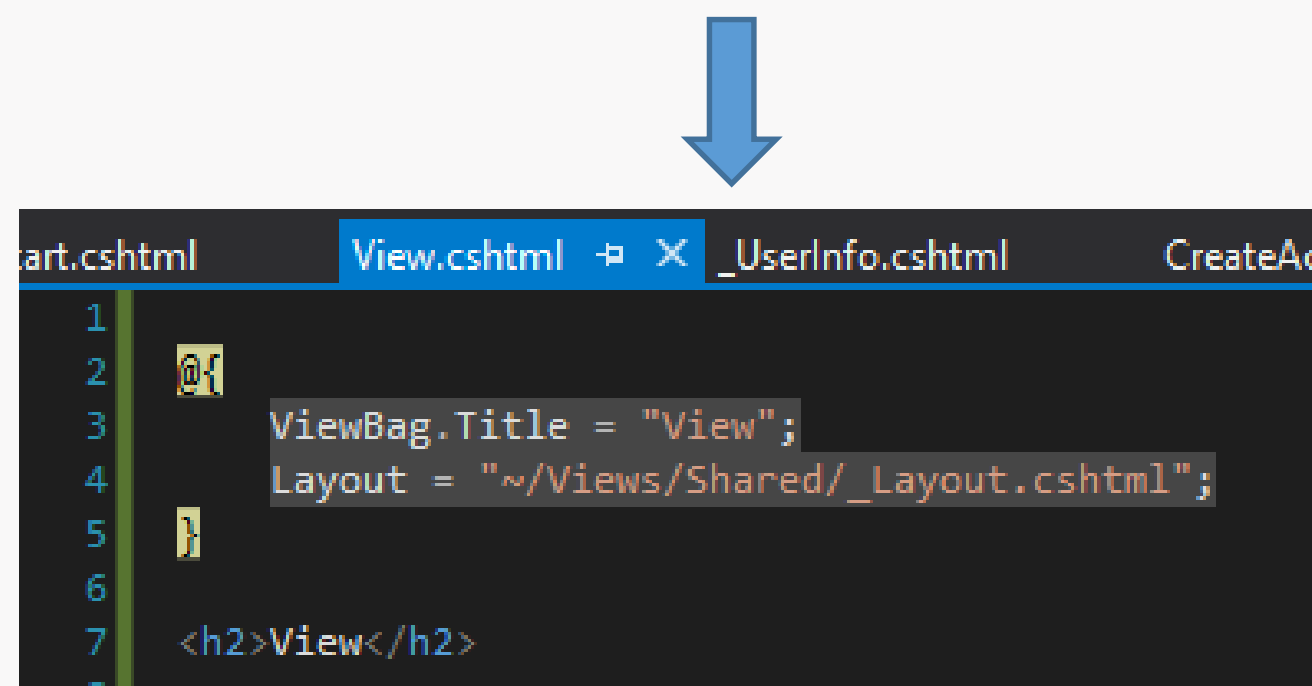 art.cshtml View.cshtml _UserInfo.cshtml CreateAc
1
2 @{
3 ViewBag.Title = "View";
4 Layout = "~/Views/Shared/_Layout.cshtml";
5 }
6
7 <h2>View</h2>